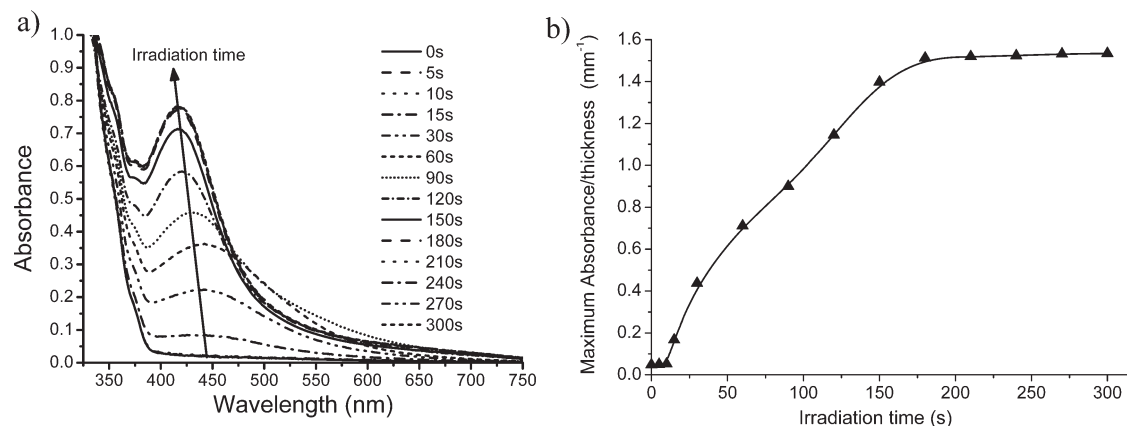 a)
Irradiation time
0s
5s
10s
15s
30s
60s
90s
120s
150s
180s
210s
240s
270s
300s
1.0
0.9
0.8
0.7
0.6
0.5
0.4
0.3
0.2
0.1
0.0
Absorbance
350 400 450 500 550 600 650 700 750
Wavelength (nm)
b)
1.6
1.4
1.2
1.0
0.8
0.6
0.4
0.2
0.0
Maximum Absorbance/thickness (mm⁻¹)
0 50 100 150 200 250 300
Irradiation time (s)